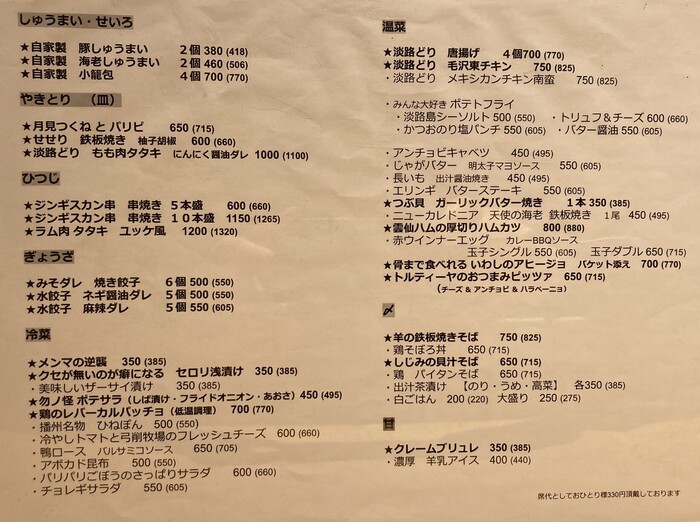 しゅうまい・せいろ
★自家製 豚しゅうまい 2個 380 (418)
★自家製 海老しゅうまい 2個 460 (506)
★自家製 小籠包 4個 700 (770)
やきとり (皿)
★月見つくね と パリピ 650 (715)
★せせり 鉄板焼き 柚子胡椒 600 (660)
★淡路どり もも肉タタキ にんにく醤油ダレ 1000 (1100)
ひつじ
★ジンギスカン串 串焼き 5本盛 600 (660)
★ジンギスカン串 串焼き 10本盛 1150 (1265)
★ラム肉 タタキ ユッケ風 1200 (1320)
ぎょうざ
★みそダレ 焼き餃子 6個 500 (550)
★水餃子 ネギ醤油ダレ 5個 500 (550)
★水餃子 麻辣ダレ 5個 550 (605)
冷菜
★メンマの逆襲 350 (385)
★クセが無いのが癖になる セロリ浅漬け 350 (385)
・美味しいザーサイ漬け 350 (385)
★勿ノ怪 ポテサラ (しば漬け・フライドオニオン・あおさ) 450 (495)
★鶏のレバーカルパッチョ (低温調理) 700 (770)
・播州名物 ひねぽん 500 (550)
・冷やしトマトと弓削牧場のフレッシュチーズ 600 (660)
・鴨ロース バルサミコソース 650 (705)
・アボカド昆布 500 (550)
・パリパリごぼうのさっぱりサラダ 600 (660)
・チョレギサラダ 550 (605)
温菜
★淡路どり 唐揚げ 4個700 (770)
★淡路どり 毛沢東チキン 750 (825)
・淡路どり メキシカンチキン南蛮 750 (825)
・みんな大好き ポテトフライ
・淡路島シーソルト 500 (550) ・トリュフ&チーズ 600 (660)
・かつおのり塩パンチ 550 (605) ・バター醤油 550 (605)
・アンチョビキャベツ 450 (495)
・じゃがバター 明太子マヨソース 550 (605)
・長いも 出汁醤油焼き 450 (495)
・エリンギ バターステーキ 550 (605)
★つぶ貝 ガーリックバター焼き 1本 350 (385)
・ニューカレドニア 天使の海老 鉄板焼き 1尾 450 (495)
★雲仙ハムの厚切りハムカツ 800 (880)
・赤ウインナーエッグ カレーBBQソース
玉子シングル 550 (605) 玉子ダブル 650 (715)
★骨まで食べれる いわしのアヒージョ バケット添え 700 (770)
★トルティーヤのおつまみピッツァ 650 (715)
(チーズ & アンチョビ & ハラペーニョ)
〆
★羊の鉄板焼きそば 750 (825)
・鶏そぼろ丼 650 (715)
★しじみの貝汁そば 650 (715)
・鶏 パイタンそば 650 (715)
・出汁茶漬け 【のり・うめ・高菜】 各350 (385)
・白ごはん 200 (220) 大盛り 250 (275)
甘
★クレームブリュレ 350 (385)
・濃厚 羊乳アイス 400 (440)
席代としておひとり様330円頂戴しております